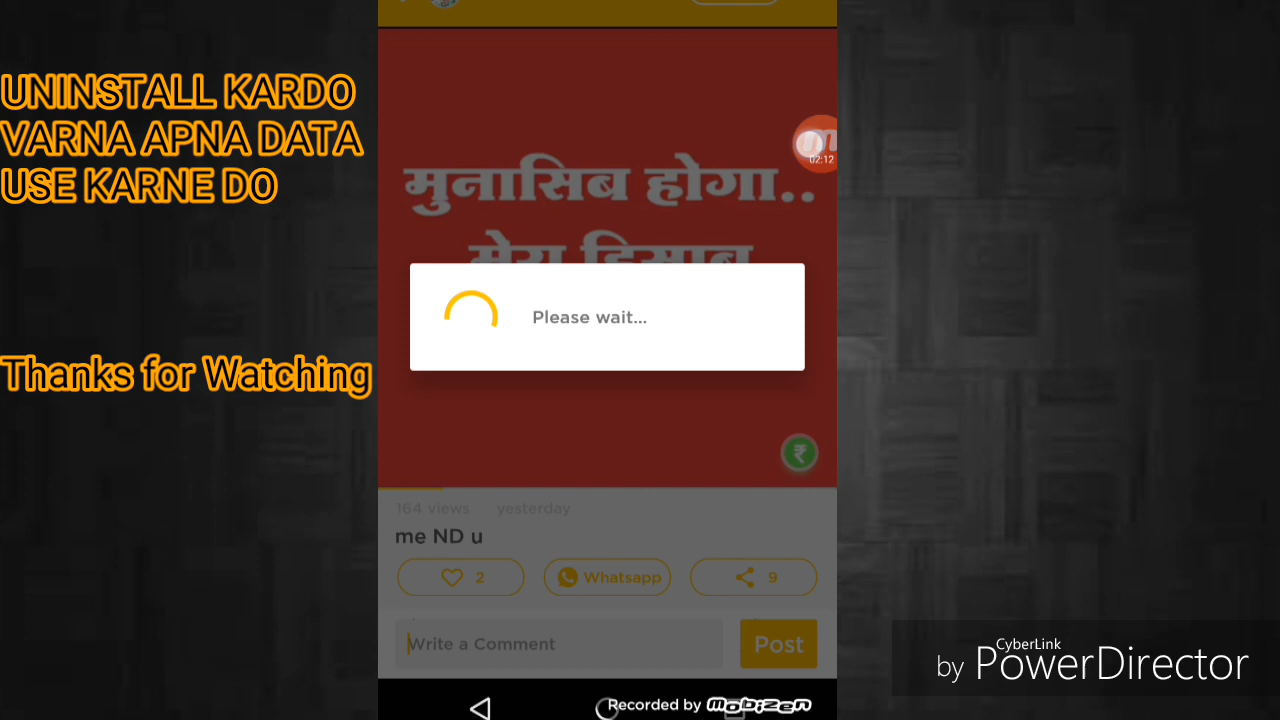 UNINSTALL KARDO
VARNA APNA DATA
USE KARNE DO
Thanks for Watching
02:12
मुनासिब होगा..
मेरा हिसाब
Please wait...
₹
164 views yesterday
me ND u
2 Whatsapp 9
Write a Comment Post
Recorded by Mobizen
CyberLink
by PowerDirector